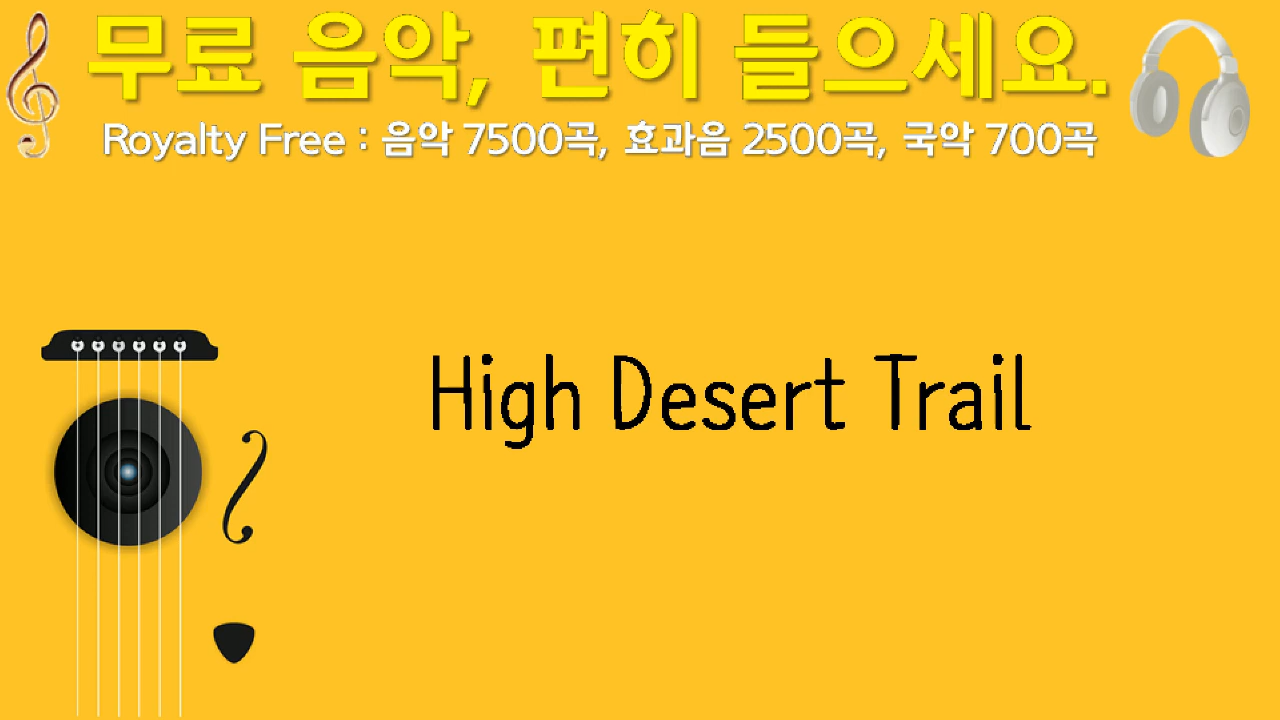 무료 음악, 편히 들으세요.
Royalty Free : 음악 7500곡, 효과음 2500곡, 국악 700곡
High Desert Trail